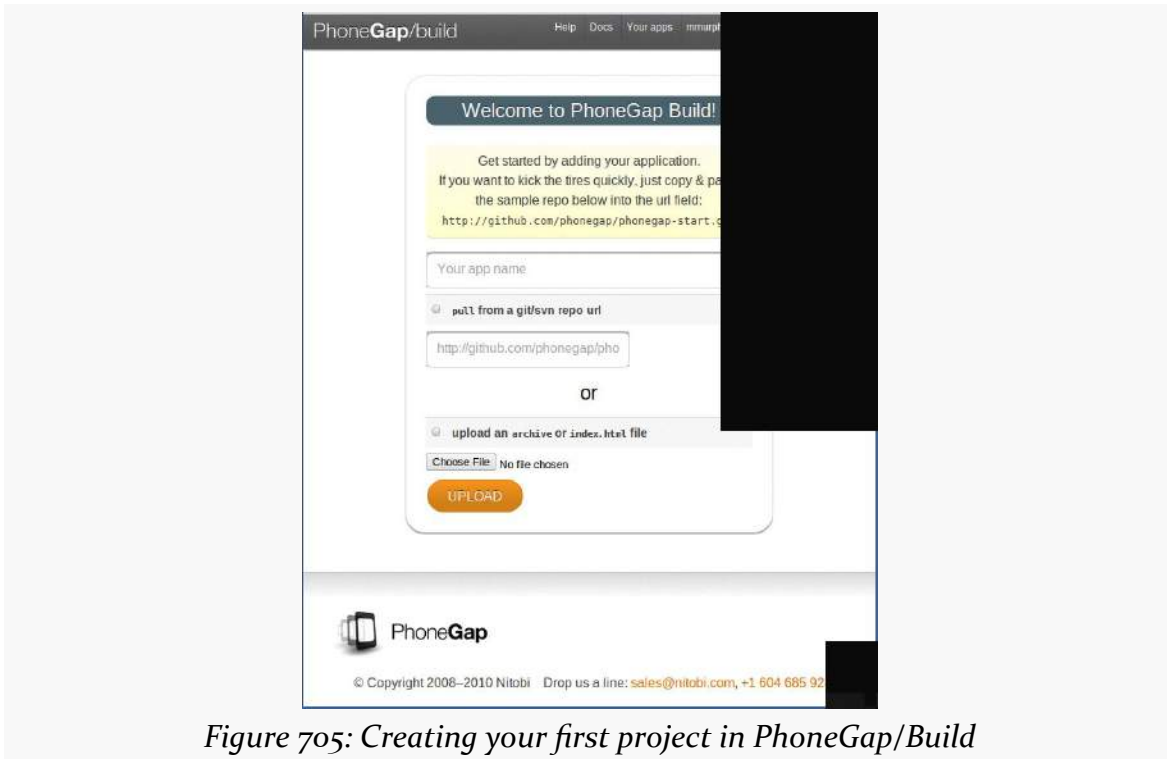 PhoneGap/build Help Docs Your apps
Welcome to PhoneGap Build!
Get started by adding your application.
If you want to kick the tires quickly, just copy &
the sample repo below into the url field:
http://github.com/phonegap/phonegap-start.g
Your app name
pull from a git/svn repo url
http://github.com/phonegap/pho
or
upload an archive or index.html file
Choose File No file chosen
UPLOAD
PhoneGap
© Copyright 2008–2010 Nitobi Drop us a line: sales@nitobi.com, +1 604 685 92
Figure 705: Creating your first project in PhoneGap/Build